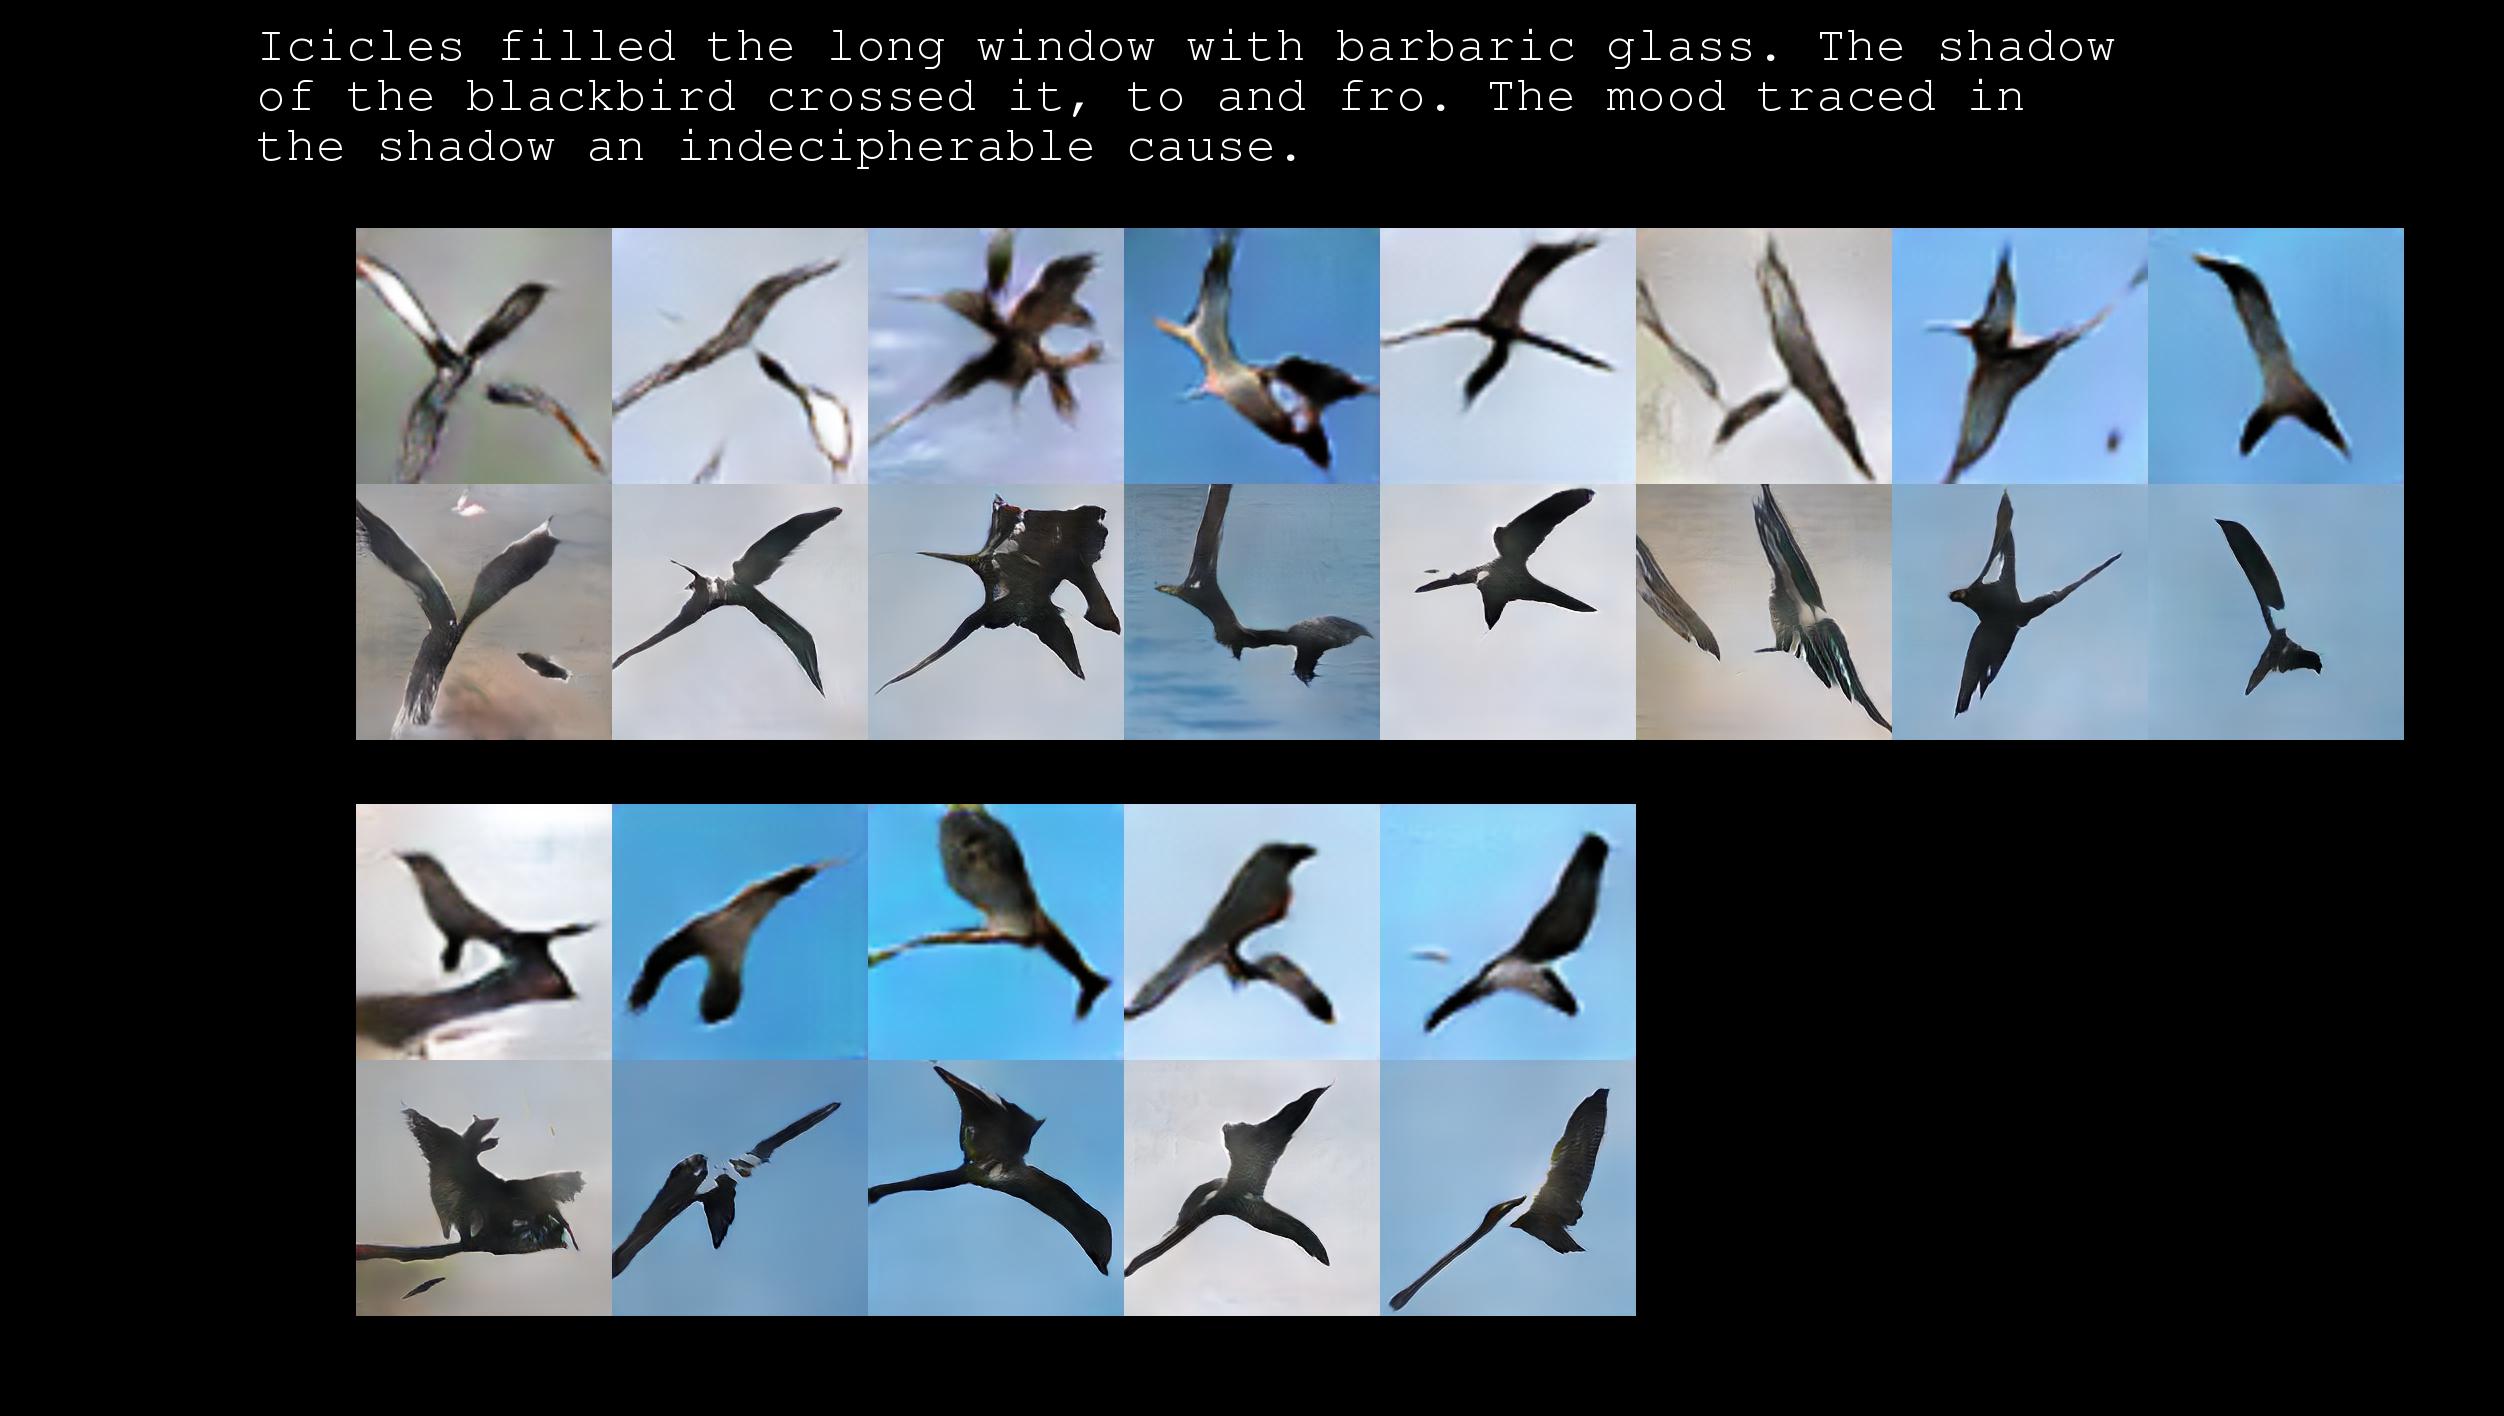 Icicles filled the long window with barbaric glass. The shadow
of the blackbird crossed it, to and fro. The mood traced in
the shadow an indecipherable cause.